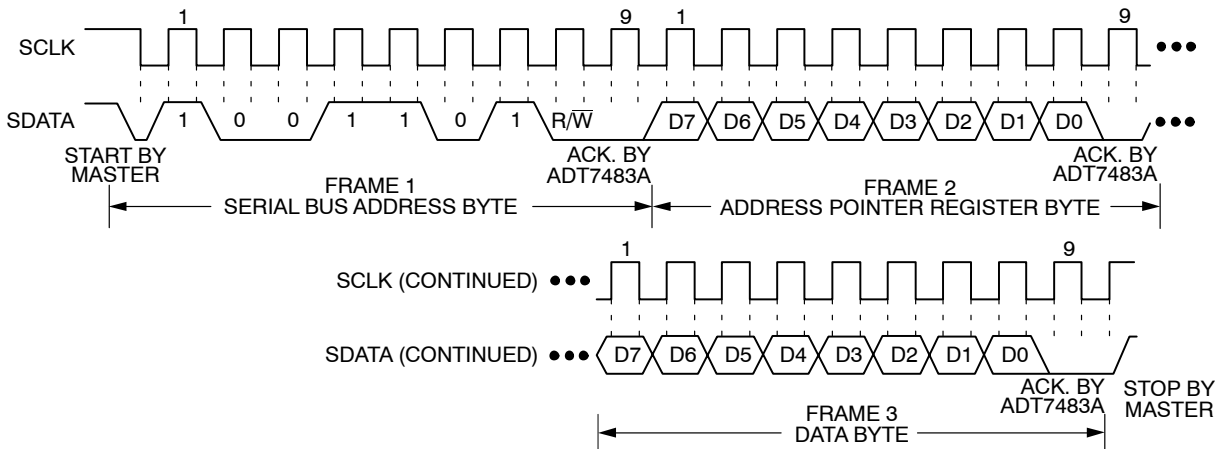 1 9 1 9
SCLK
SDATA 1 0 0 1 1 0 1 R/W D7 D6 D5 D4 D3 D2 D1 D0
START BY
MASTER
ACK. BY
ADT7483A
ACK. BY
ADT7483A
FRAME 1
SERIAL BUS ADDRESS BYTE
FRAME 2
ADDRESS POINTER REGISTER BYTE
1 9
SCLK (CONTINUED)
SDATA (CONTINUED) D7 D6 D5 D4 D3 D2 D1 D0
ACK. BY
ADT7483A
STOP BY
MASTER
FRAME 3
DATA BYTE